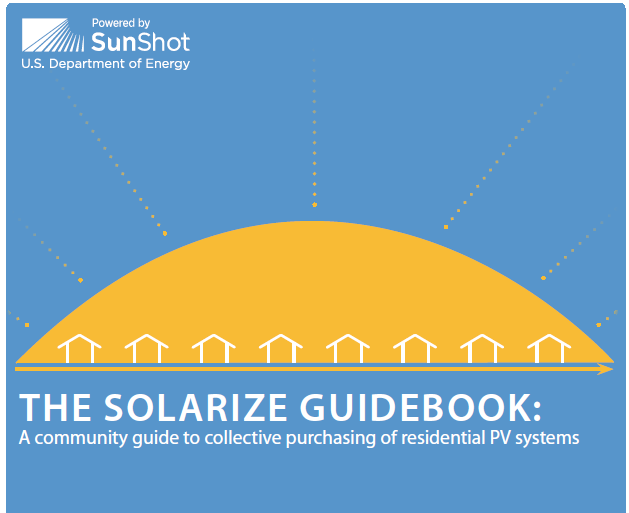 Powered by
SunShot
U.S. Department of Energy
THE SOLARIZE GUIDEBOOK:
A community guide to collective purchasing of residential PV systems